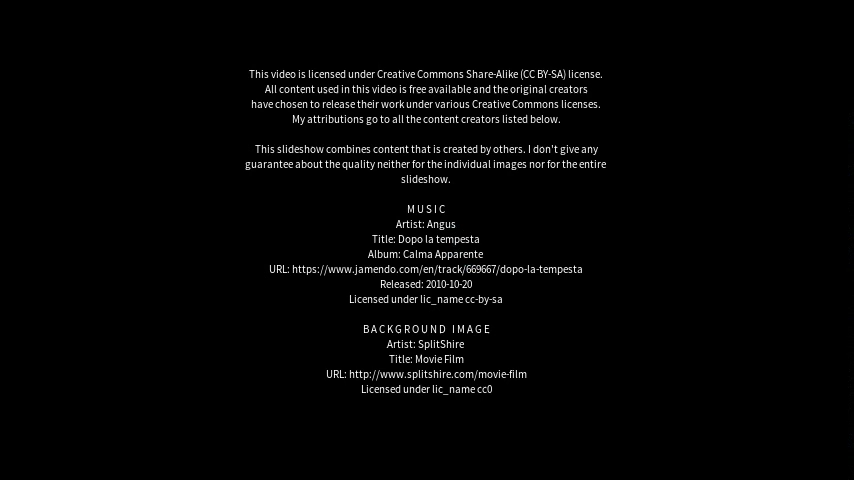 This video is licensed under Creative Commons Share-Alike (CC BY-SA) license.
All content used in this video is free available and the original creators
have chosen to release their work under various Creative Commons licenses.
My attributions go to all the content creators listed below.
This slideshow combines content that is created by others. I don't give any
guarantee about the quality neither for the individual images nor for the entire
slideshow.
MUSIC
Artist: Angus
Title: Dopo la tempesta
Album: Calma Apparente
URL: https://www.jamendo.com/en/track/669667/dopo-la-tempesta
Released: 2010-10-20
Licensed under lic_name cc-by-sa
BACKGROUND IMAGE
Artist: SplitShire
Title: Movie Film
URL: http://www.splitshire.com/movie-film
Licensed under lic_name cc0